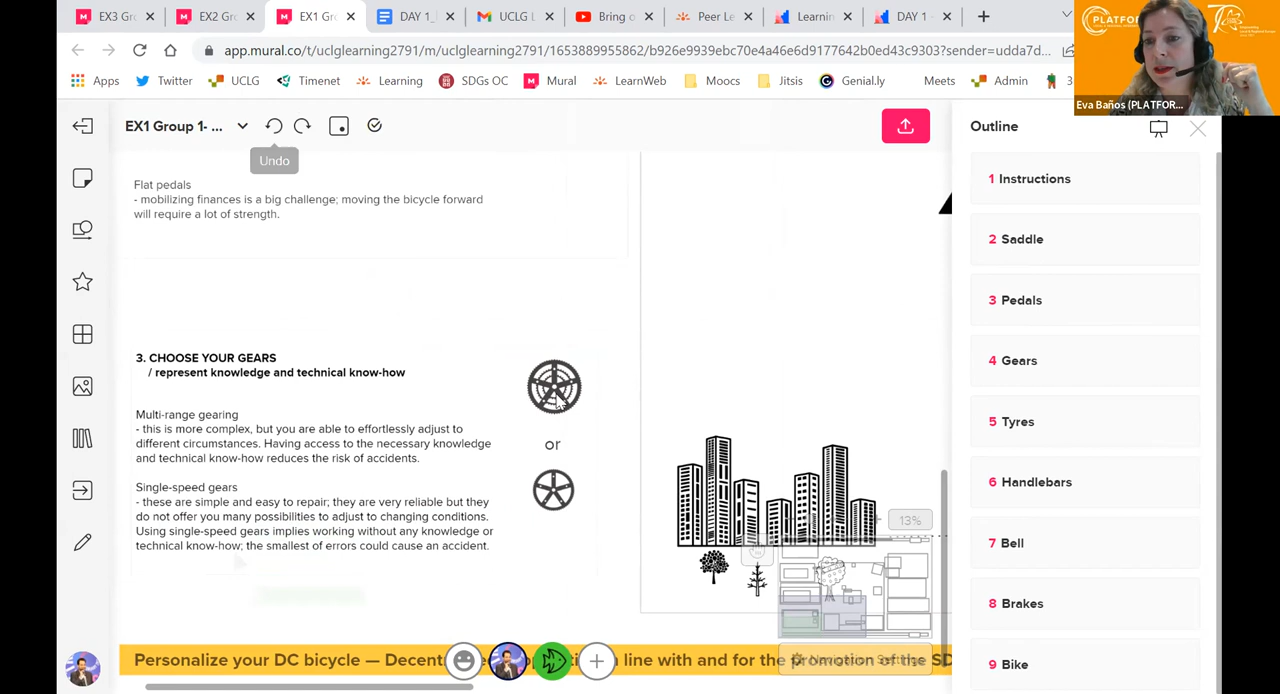 EX3 Gr
EX2 Gr
EX1 Gr
DAY 1_
UCLG L
Bring o
Peer Le
Learnin
DAY 1 -
app.mural.co/t/uclglearning2791/m/uclglearning2791/1653889955862/b926e9939ebc70e4a46e6d9177642b0ed43c9303?sender=udda7d...
Apps
Twitter
UCLG
Timenet
Learning
SDGs OC
Mural
LearnWeb
Moocs
Jitsis
Genial.ly
Meets
Admin
3
PLATFOR
Eva Baños (PLATFOR...
EX1 Group 1- ...
Undo
Outline
Flat pedals
- mobilizing finances is a big challenge; moving the bicycle forward
will require a lot of strength.
3. CHOOSE YOUR GEARS
/ represent knowledge and technical know-how
Multi-range gearing
- this is more complex, but you are able to effortlessly adjust to
different circumstances. Having access to the necessary knowledge
and technical know-how reduces the risk of accidents.
or
Single-speed gears
- these are simple and easy to repair; they are very reliable but they
do not offer you many possibilities to adjust to changing conditions.
Using single-speed gears implies working without any knowledge or
technical know-how; the smallest of errors could cause an accident.
13%
1 Instructions
2 Saddle
3 Pedals
4 Gears
5 Tyres
6 Handlebars
7 Bell
8 Brakes
9 Bike
Personalize your DC bicycle — Decent
n line with and for the
of the SD
Navigation Settings